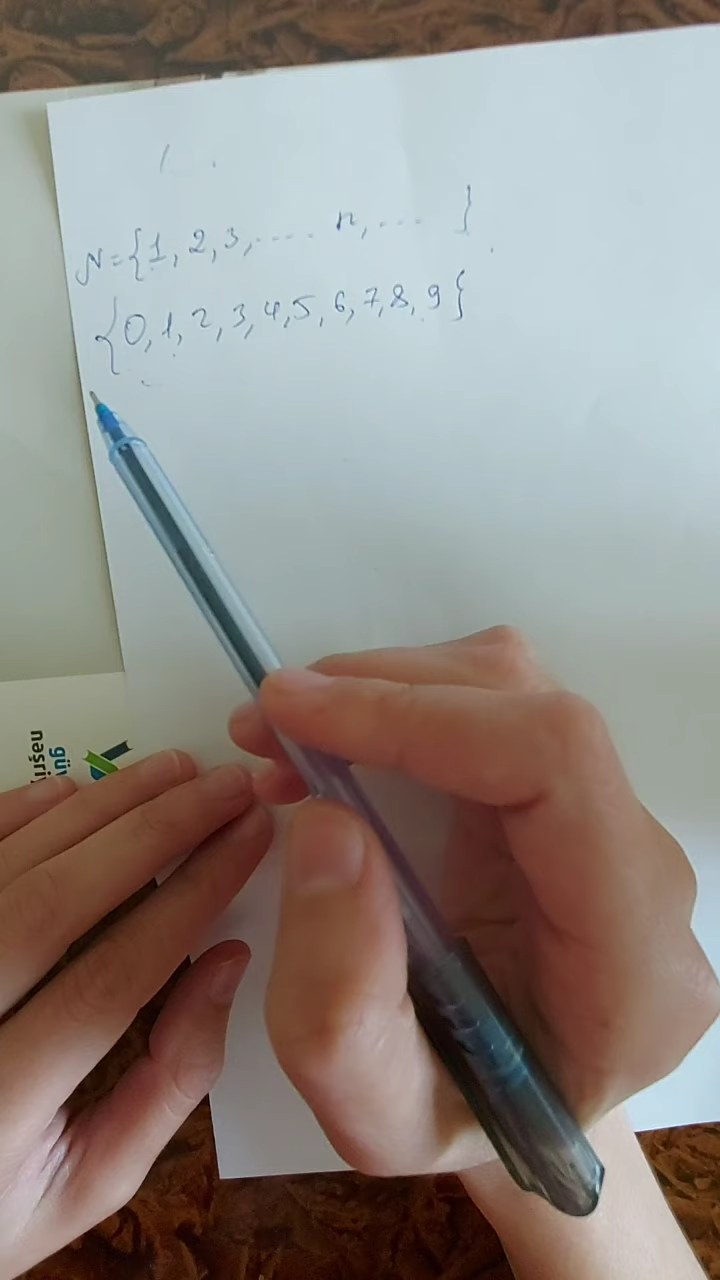 N={1, 2, 3, .... n, ... }
{0, 1, 2, 3, 4, 5, 6, 7, 8, 9}